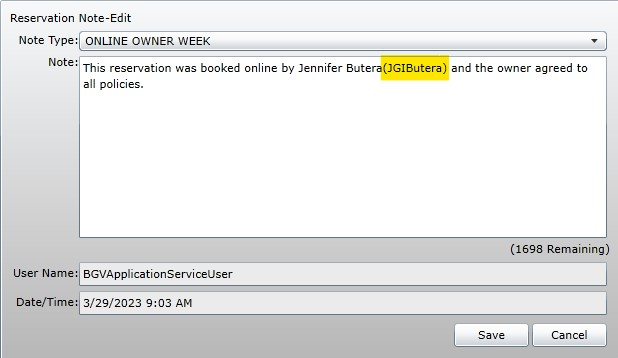 Reservation Note-Edit
Note Type: ONLINE OWNER WEEK
Note: This reservation was booked online by Jennifer Butera(JGIButera) and the owner agreed to
all policies.
(1698 Remaining)
User Name: BGVApplicationServiceUser
Date/Time: 3/29/2023 9:03 AM
Save Cancel